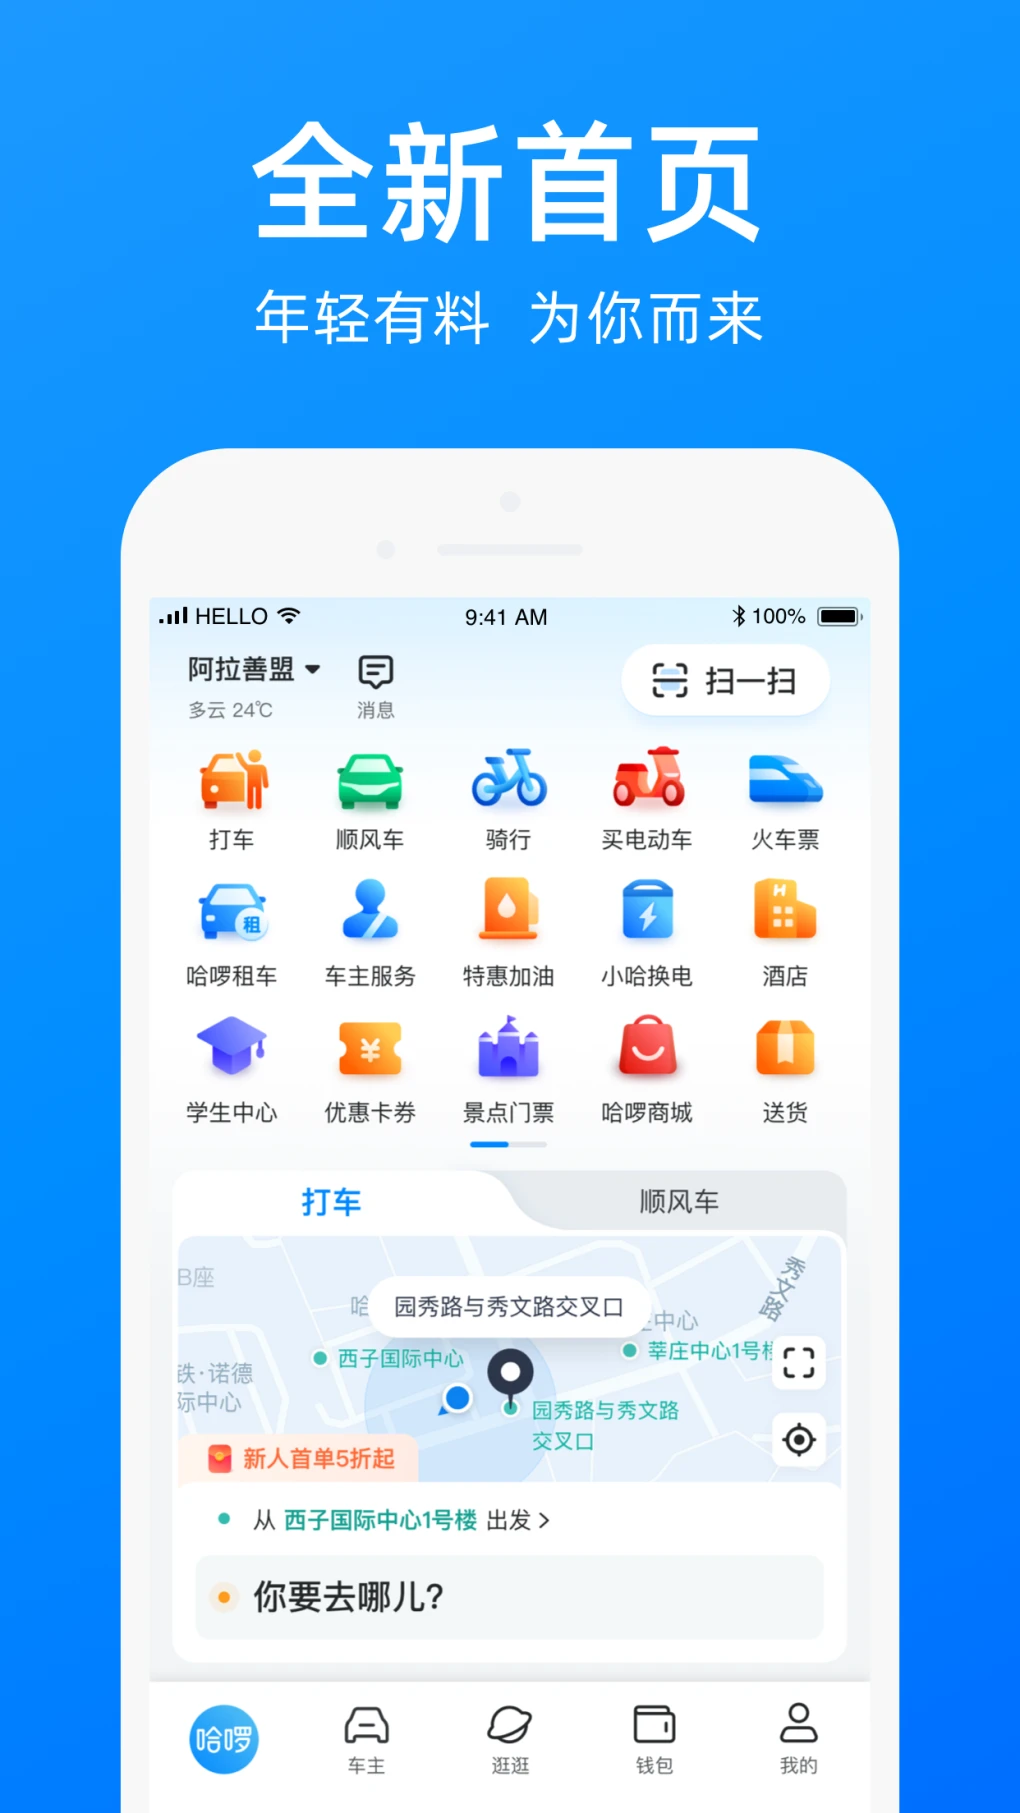 全新首页
年轻有料 为你而来
HELLO 9:41 AM 100%
阿拉善盟
多云 24℃
消息
扫一扫
打车 顺风车 骑行 买电动车 火车票
租
哈啰租车 车主服务 特惠加油 小哈换电 酒店
学生中心 优惠卡券 景点门票 哈啰商城 送货
打车 顺风车
B座
秀文路
哈
园秀路与秀文路交叉口
中心
西子国际中心
莘庄中心1号
铁·诺德
际中心
园秀路与秀文路
交叉口
新人首单5折起
从 西子国际中心1号楼 出发 >
你要去哪儿?
哈啰 车主 逛逛 钱包 我的